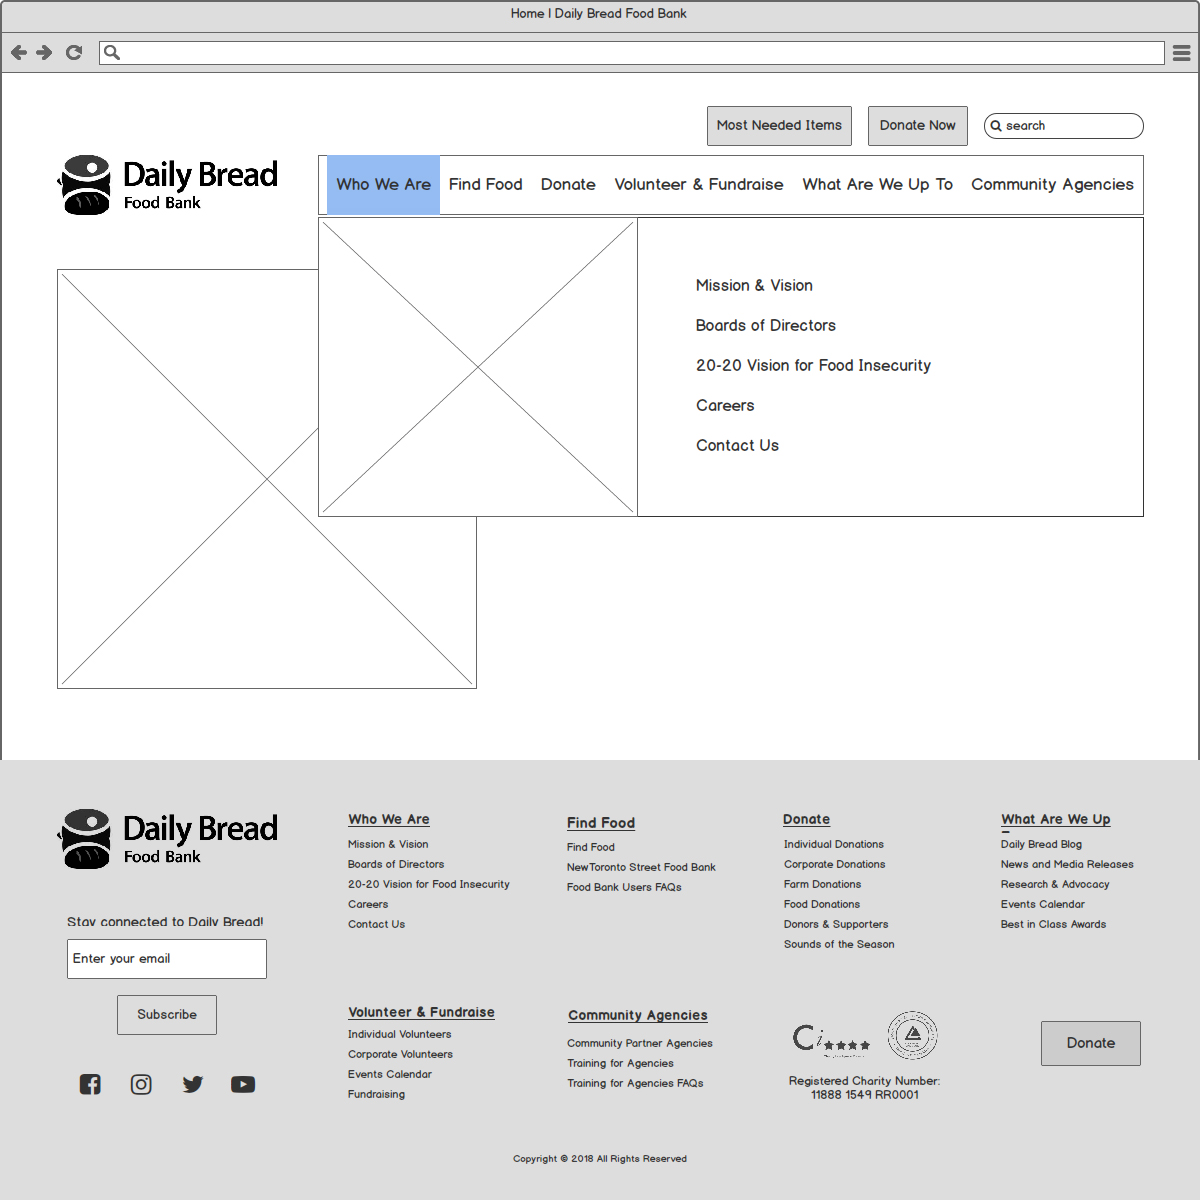 Home | Daily Bread Food Bank
Most Needed Items
Donate Now
search
Daily Bread
Food Bank
Who We Are
Find Food
Donate
Volunteer & Fundraise
What Are We Up To
Community Agencies
Mission & Vision
Boards of Directors
20-20 Vision for Food Insecurity
Careers
Contact Us
Daily Bread
Food Bank
Stay connected to Daily Bread!
Enter your email
Subscribe
Who We Are
Mission & Vision
Boards of Directors
20-20 Vision for Food Insecurity
Careers
Contact Us
Find Food
Find Food
NewToronto Street Food Bank
Food Bank Users FAQs
Donate
Individual Donations
Corporate Donations
Farm Donations
Food Donations
Donors & Supporters
Sounds of the Season
What Are We Up
Daily Bread Blog
News and Media Releases
Research & Advocacy
Events Calendar
Best in Class Awards
Volunteer & Fundraise
Individual Volunteers
Corporate Volunteers
Events Calendar
Fundraising
Community Agencies
Community Partner Agencies
Training for Agencies
Training for Agencies FAQs
Ci
Registered Charity Number:
11888 1549 RR0001
Donate
Copyright © 2018 All Rights Reserved